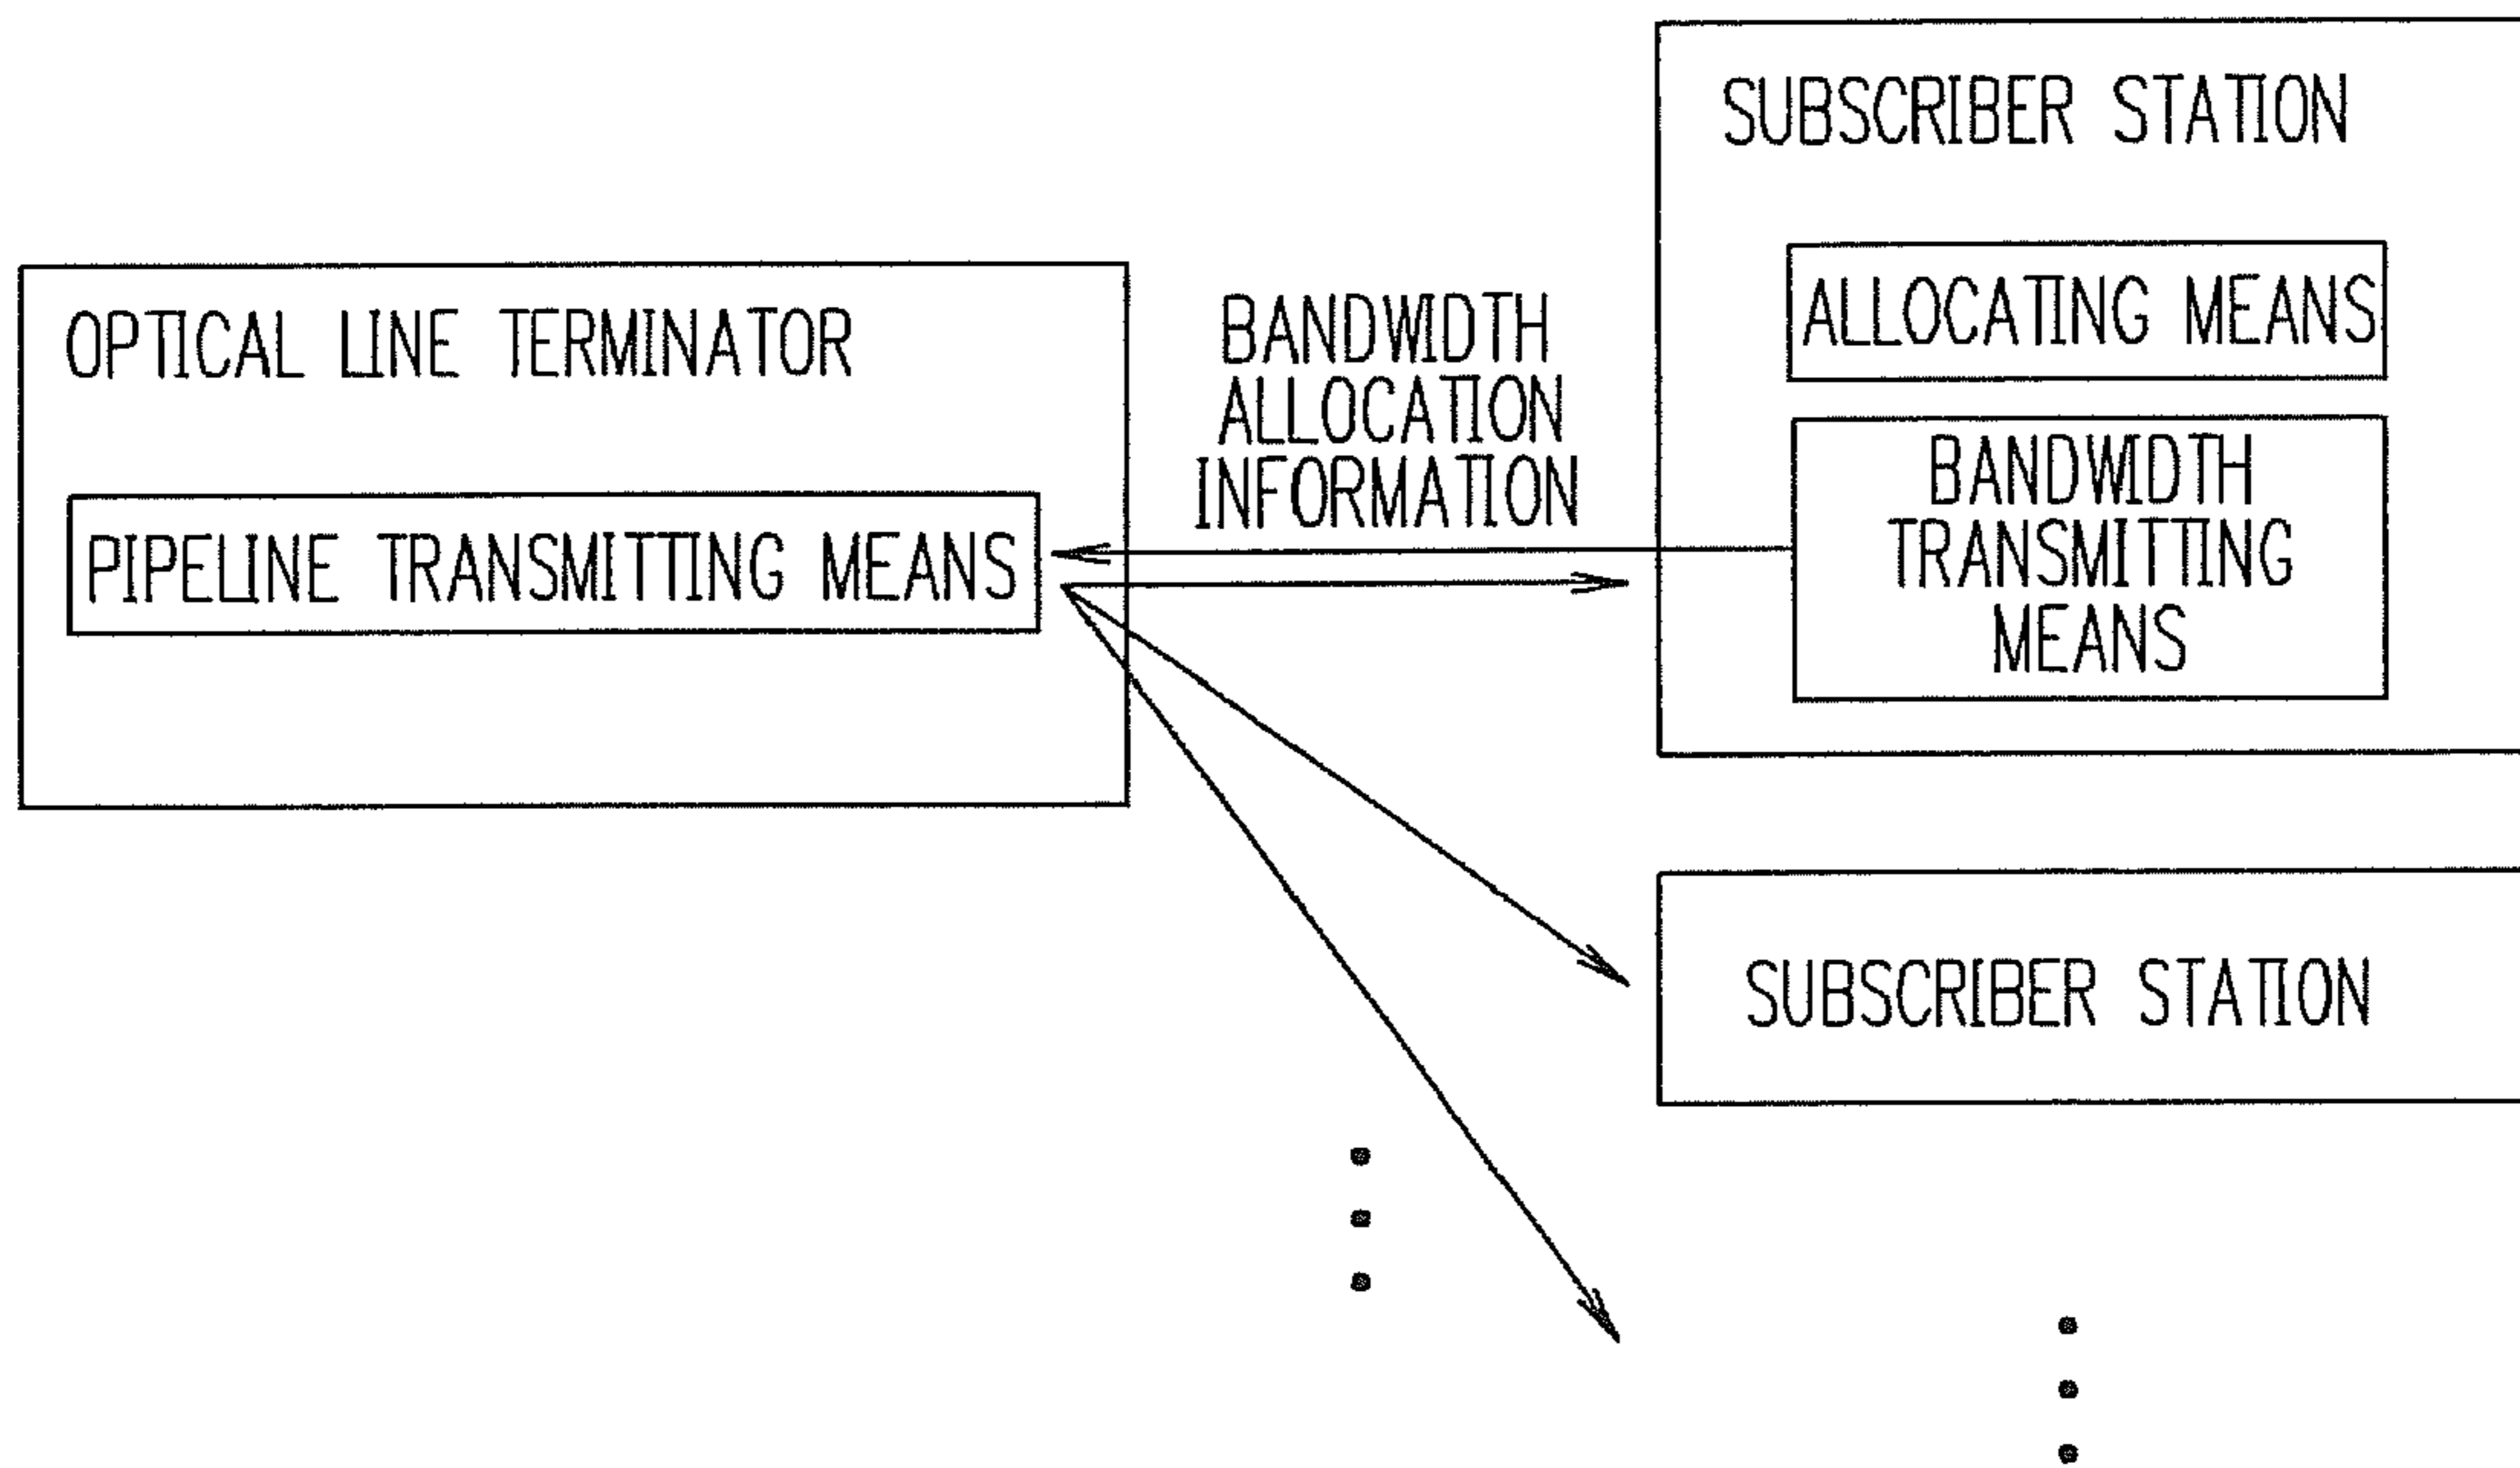 SUBSCRIBER STATION
ALLOCATING MEANS
OPTICAL LINE TERMINATOR
BANDWIDTH
ALLOCATION
INFORMATION
BANDWIDTH
TRANSMITTING
MEANS
PIPELINE TRANSMITTING MEANS
SUBSCRIBER STATION